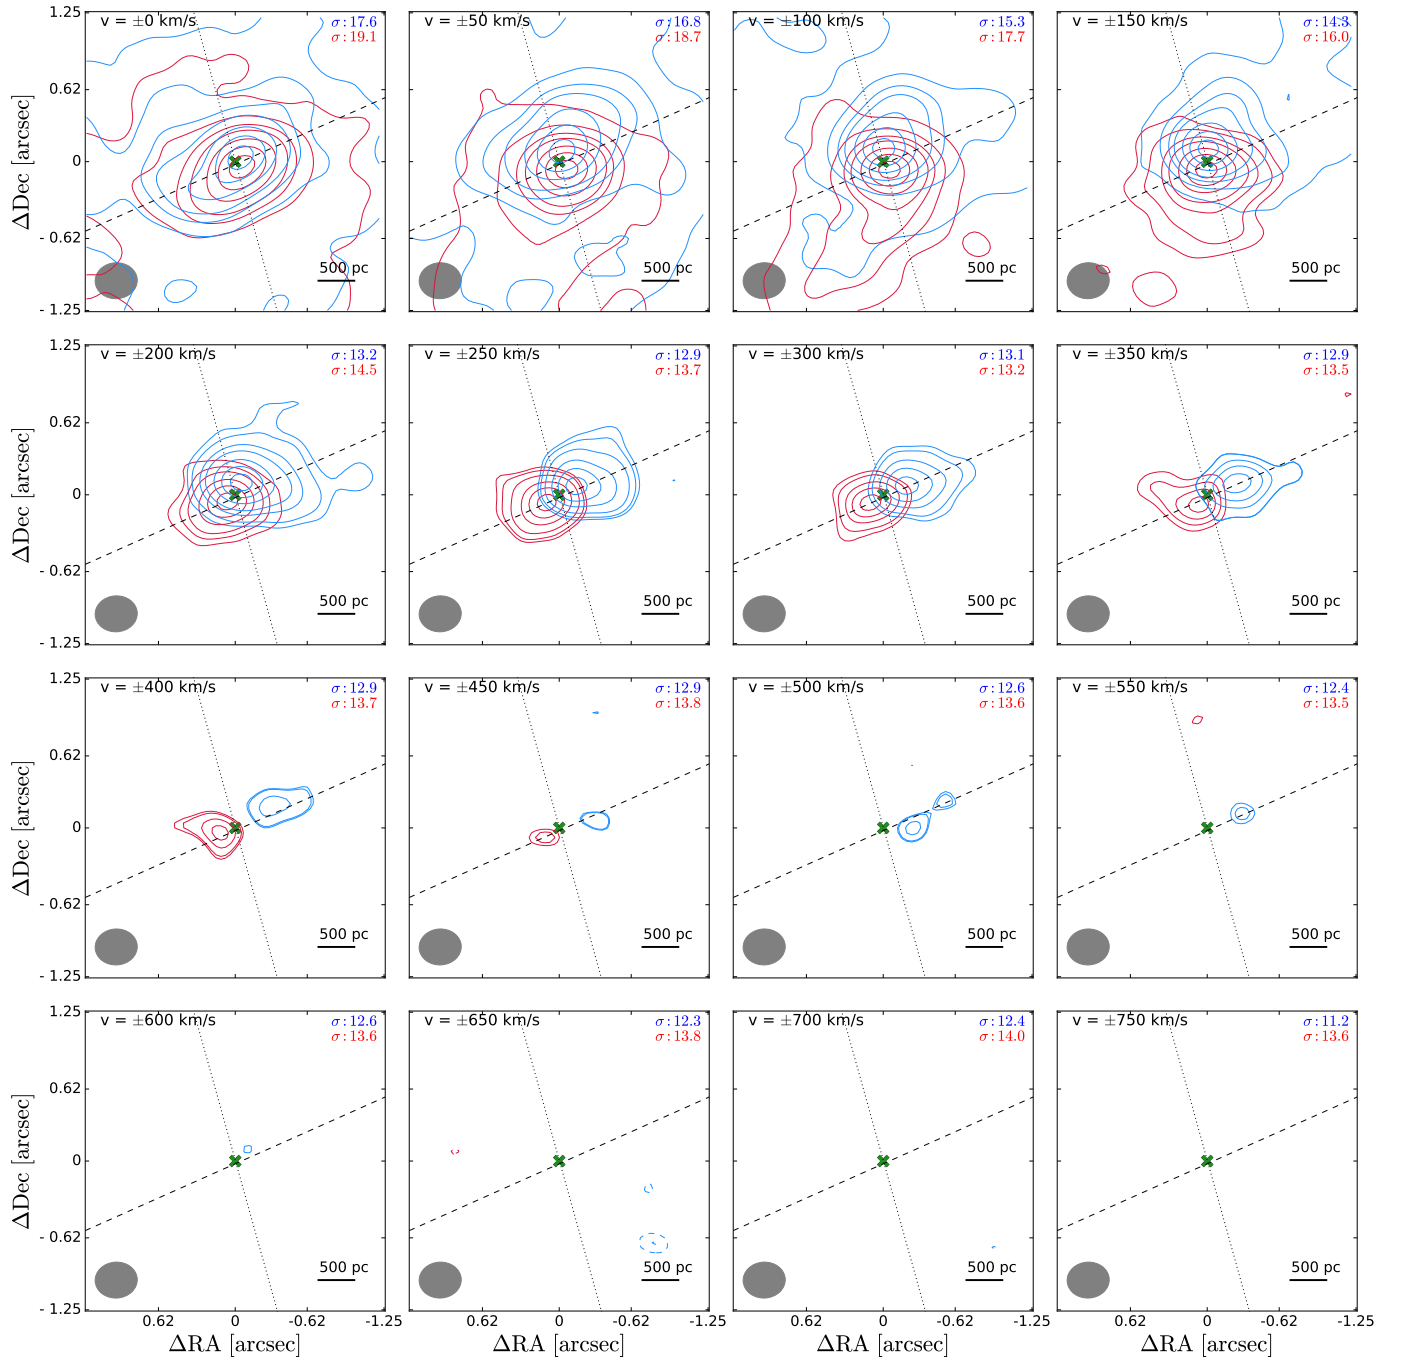 v = ±0 km/s
σ : 17.6
σ : 19.1
500 pc
v = ±50 km/s
σ : 16.8
σ : 18.7
500 pc
v = ±100 km/s
σ : 15.3
σ : 17.7
500 pc
v = ±150 km/s
σ : 14.3
σ : 16.0
500 pc
1.25
0.62
0
- 0.62
- 1.25
ΔDec [arcsec]
v = ±200 km/s
σ : 13.2
σ : 14.5
500 pc
v = ±250 km/s
σ : 12.9
σ : 13.7
500 pc
v = ±300 km/s
σ : 13.1
σ : 13.2
500 pc
v = ±350 km/s
σ : 12.9
σ : 13.5
500 pc
1.25
0.62
0
- 0.62
- 1.25
ΔDec [arcsec]
v = ±400 km/s
σ : 12.9
σ : 13.7
500 pc
v = ±450 km/s
σ : 12.9
σ : 13.8
500 pc
v = ±500 km/s
σ : 12.6
σ : 13.6
500 pc
v = ±550 km/s
σ : 12.4
σ : 13.5
500 pc
1.25
0.62
0
- 0.62
- 1.25
ΔDec [arcsec]
v = ±600 km/s
σ : 12.6
σ : 13.6
500 pc
v = ±650 km/s
σ : 12.3
σ : 13.8
500 pc
v = ±700 km/s
σ : 12.4
σ : 14.0
500 pc
v = ±750 km/s
σ : 11.2
σ : 13.6
500 pc
1.25
0.62
0
- 0.62
- 1.25
ΔDec [arcsec]
0.62 0 -0.62 -1.25
0.62 0 -0.62 -1.25
0.62 0 -0.62 -1.25
0.62 0 -0.62 -1.25
ΔRA [arcsec]
ΔRA [arcsec]
ΔRA [arcsec]
ΔRA [arcsec]